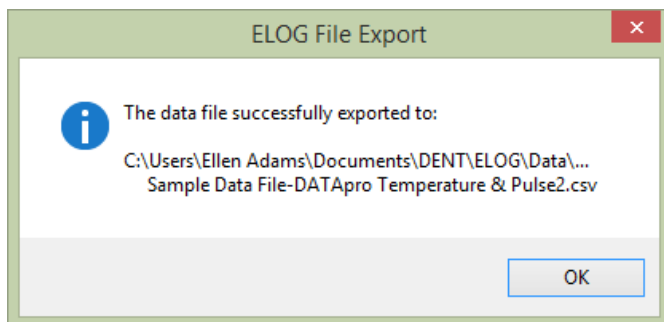 ELOG File Export
The data file successfully exported to:
C:\Users\Ellen Adams\Documents\DENT\ELOG\Data\...
Sample Data File-DATApro Temperature & Pulse2.csv
OK